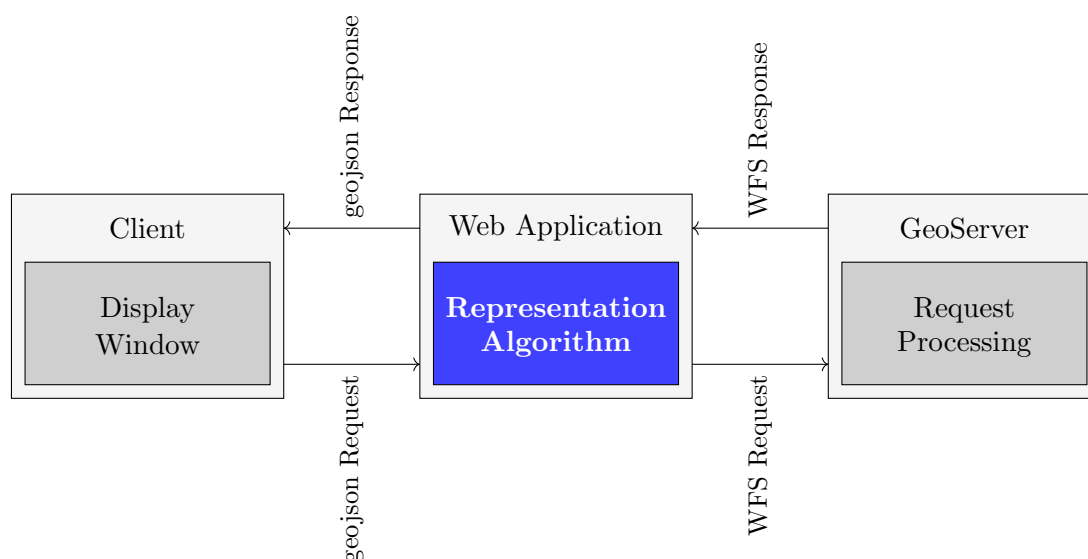 geojson Response
WFS Response
Client
Web Application
GeoServer
Display
Window
Representation
Algorithm
Request
Processing
geojson Request
WFS Request